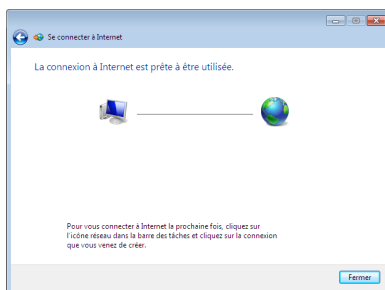 Se connecter à Internet
La connexion à Internet est prête à être utilisée.
Pour vous connecter à Internet la prochaine fois, cliquez sur
l'icône réseau dans la barre des tâches et cliquez sur la connexion
que vous venez de créer.
Fermer